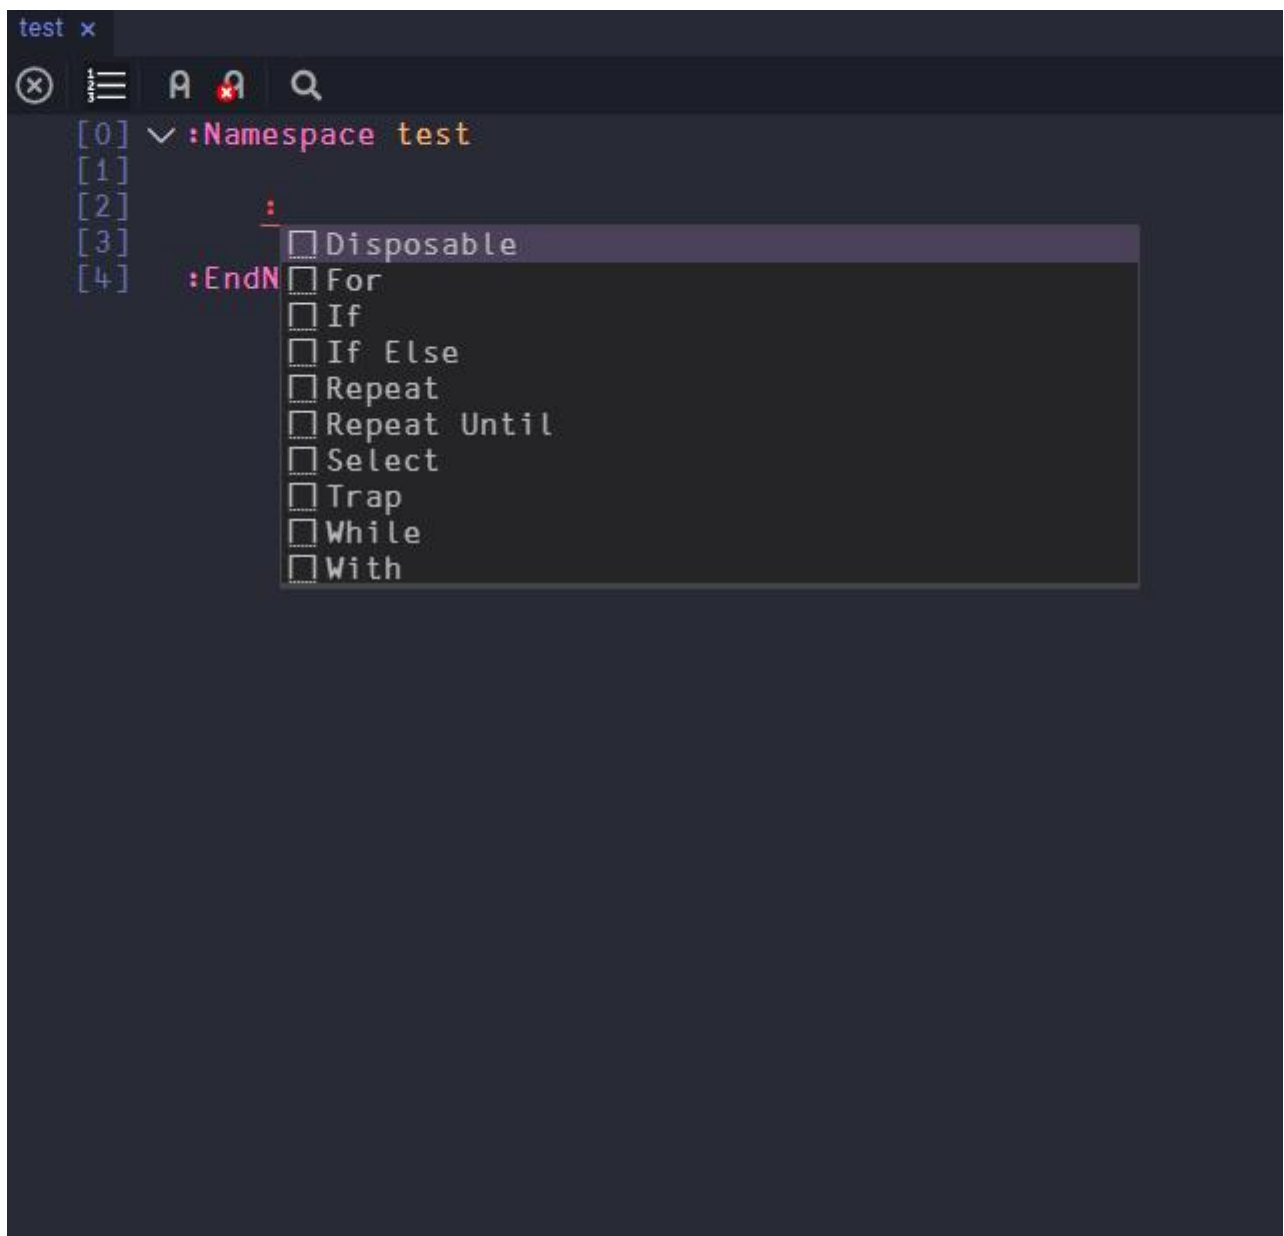 test ×
[0] :Namespace test
[1]
[2] :
[3] Disposable
[4] :EndN For
If
If Else
Repeat
Repeat Until
Select
Trap
While
With